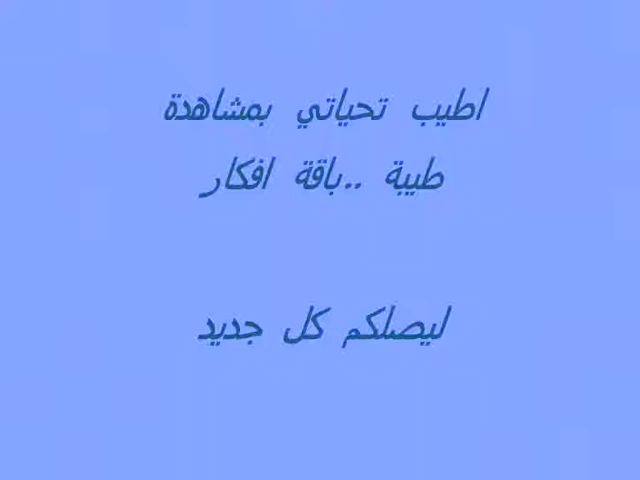 اطيب تحياتي بمشاهدة
طيبة ..باقة افكار
ليصلكم كل جديد